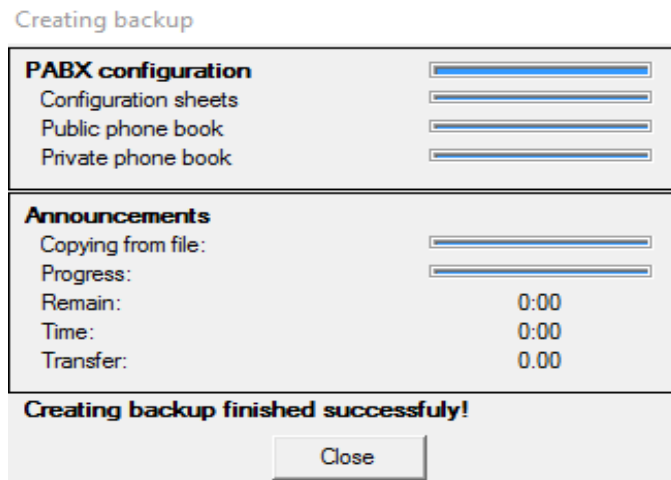 Creating backup
PABX configuration
Configuration sheets
Public phone book
Private phone book
Announcements
Copying from file:
Progress:
Remain: 0:00
Time: 0:00
Transfer: 0.00
Creating backup finished successfuly!
Close